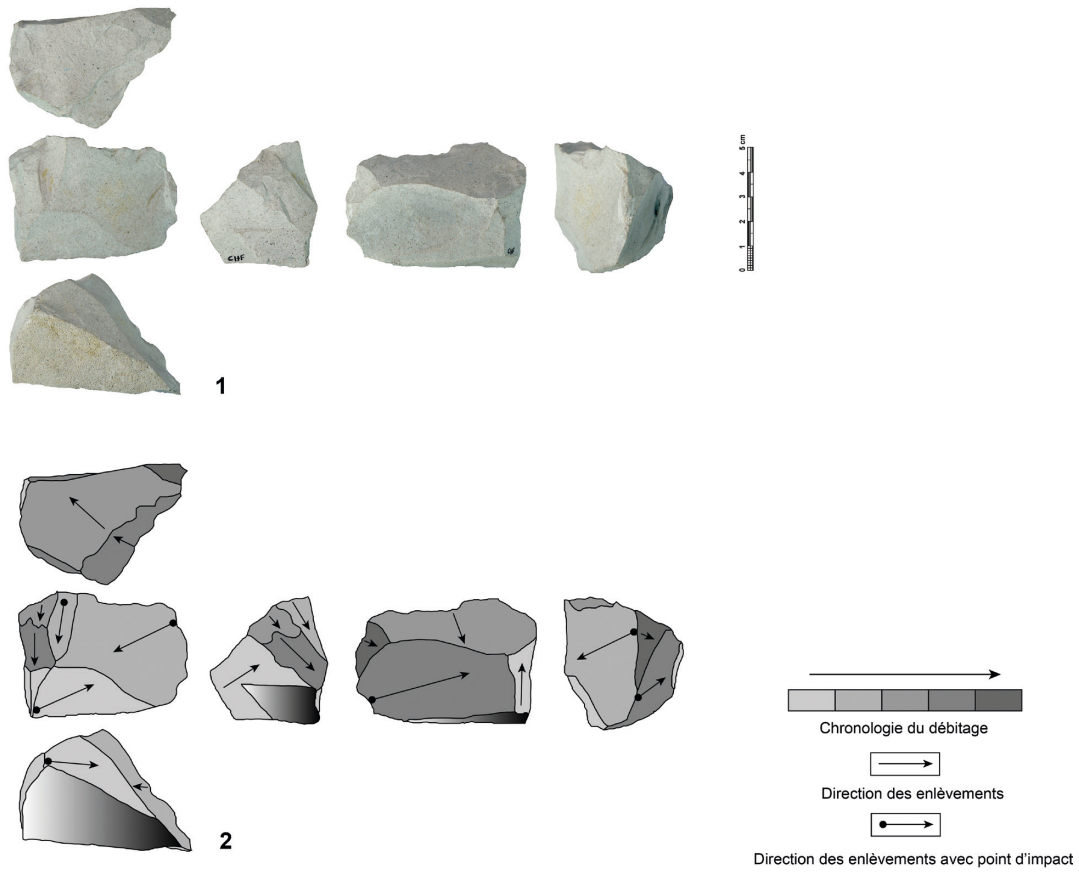 5 cm
4
3
2
1
0
CHF
1
2
Chronologie du débitage
Direction des enlèvements
Direction des enlèvements avec point d'impact